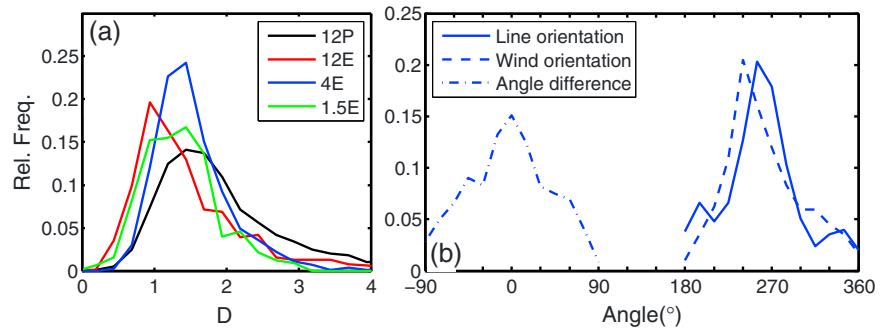 (a)
12P
12E
4E
1.5E
0.25
0.2
0.15
0.1
0.05
0
Rel. Freq.
0 1 2 3 4
D
Line orientation
Wind orientation
Angle difference
(b)
0.25
0.2
0.15
0.1
0.05
0
−90 0 90 180 270 360
Angle(°)